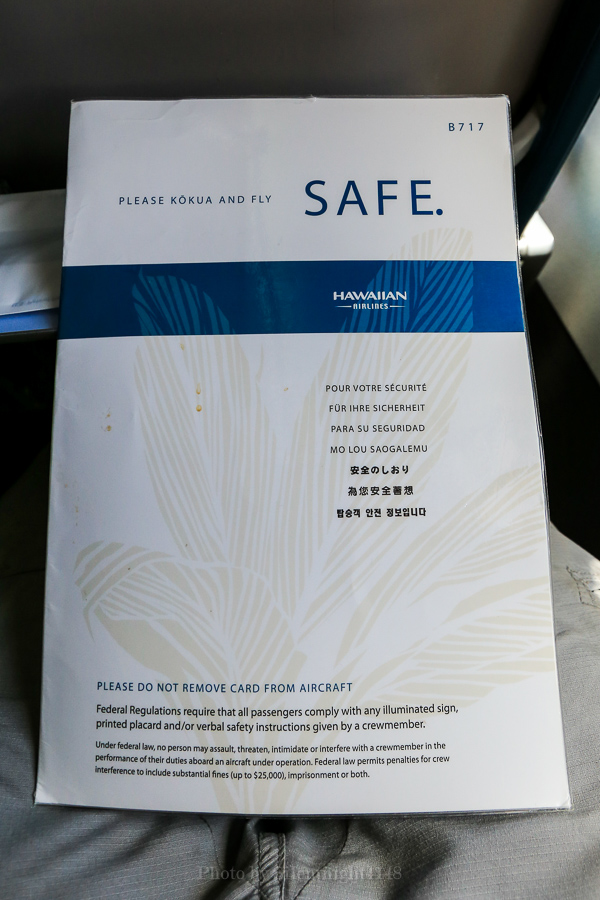 B717
PLEASE KŌKUA AND FLY SAFE.
HAWAIIAN
AIRLINES
POUR VOTRE SÉCURITÉ
FÜR IHRE SICHERHEIT
PARA SU SEGURIDAD
MO LOU SAOGALEMU
安全のしおり
為您安全著想
탑승객 안전 정보입니다
PLEASE DO NOT REMOVE CARD FROM AIRCRAFT
Federal Regulations require that all passengers comply with any illuminated sign,
printed placard and/or verbal safety instructions given by a crewmember.
Under federal law, no person may assault, threaten, intimidate or interfere with a crewmember in the
performance of their duties aboard an aircraft under operation. Federal law permits penalties for crew
interference to include substantial fines (up to $25,000), imprisonment or both.
Photo by